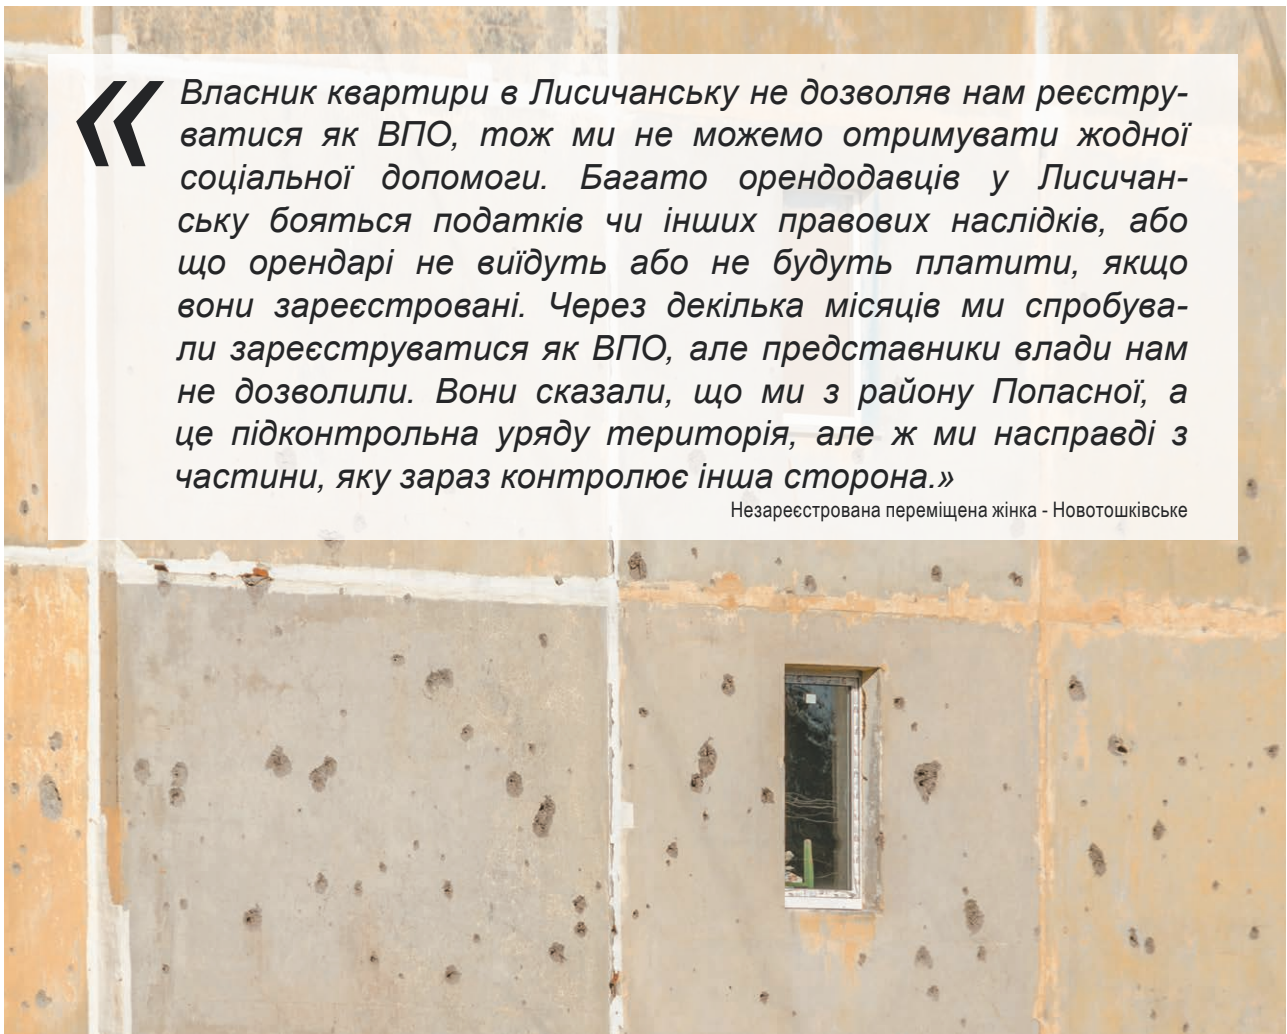 «Власник квартири в Лисичанську не дозволяв нам реєстру-
ватися як ВПО, тож ми не можемо отримувати жодної
соціальної допомоги. Багато орендодавців у Лисичан-
ську бояться податків чи інших правових наслідків, або
що орендарі не виїдуть або не будуть платити, якщо
вони зареєстровані. Через декілька місяців ми спробува-
ли зареєструватися як ВПО, але представники влади нам
не дозволили. Вони сказали, що ми з району Попасної, а
це підконтрольна уряду територія, але ж ми насправді з
частини, яку зараз контролює інша сторона.»
Незареєстрована переміщена жінка - Новотошківське